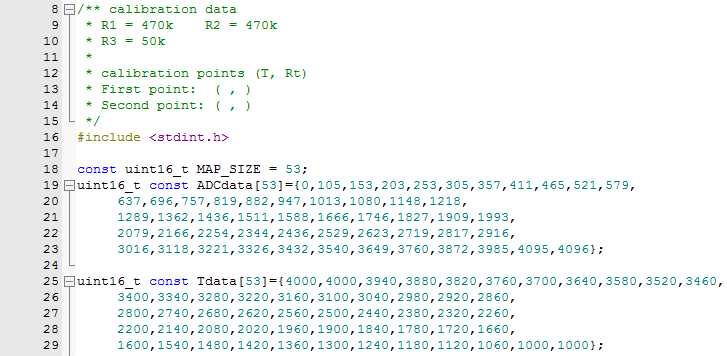 8 /** calibration data
9 * R1 = 470k    R2 = 470k
10 * R3 = 50k
11 *
12 * calibration points (T, Rt)
13 * First point:  ( , )
14 * Second point: ( , )
15 */
16 #include <stdint.h>
17
18 const uint16_t MAP_SIZE = 53;
19 uint16_t const ADCdata[53]={0,105,153,203,253,305,357,411,465,521,579,
20 637,696,757,819,882,947,1013,1080,1148,1218,
21 1289,1362,1436,1511,1588,1666,1746,1827,1909,1993,
22 2079,2166,2254,2344,2436,2529,2623,2719,2817,2916,
23 3016,3118,3221,3326,3432,3540,3649,3760,3872,3985,4095,4096};
24
25 uint16_t const Tdata[53]={4000,4000,3940,3880,3820,3760,3700,3640,3580,3520,3460,
26 3400,3340,3280,3220,3160,3100,3040,2980,2920,2860,
27 2800,2740,2680,2620,2560,2500,2440,2380,2320,2260,
28 2200,2140,2080,2020,1960,1900,1840,1780,1720,1660,
29 1600,1540,1480,1420,1360,1300,1240,1180,1120,1060,1000,1000};